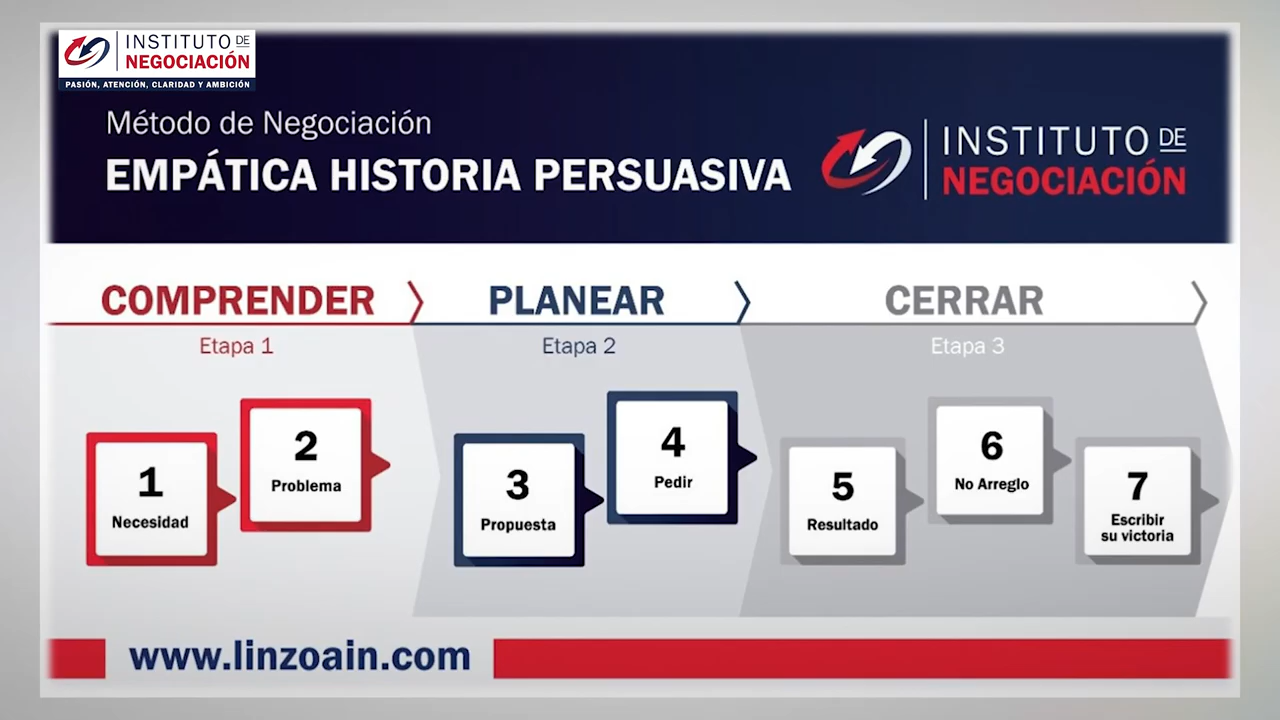 INSTITUTO DE
NEGOCIACIÓN
PASIÓN, ATENCIÓN, CLARIDAD Y AMBICIÓN
Método de Negociación
EMPÁTICA HISTORIA PERSUASIVA
INSTITUTO DE
NEGOCIACIÓN
COMPRENDER
PLANEAR
CERRAR
Etapa 1
Etapa 2
Etapa 3
1
Necesidad
2
Problema
3
Propuesta
4
Pedir
5
Resultado
6
No Arreglo
7
Escribir
su victoria
www.linzoain.com